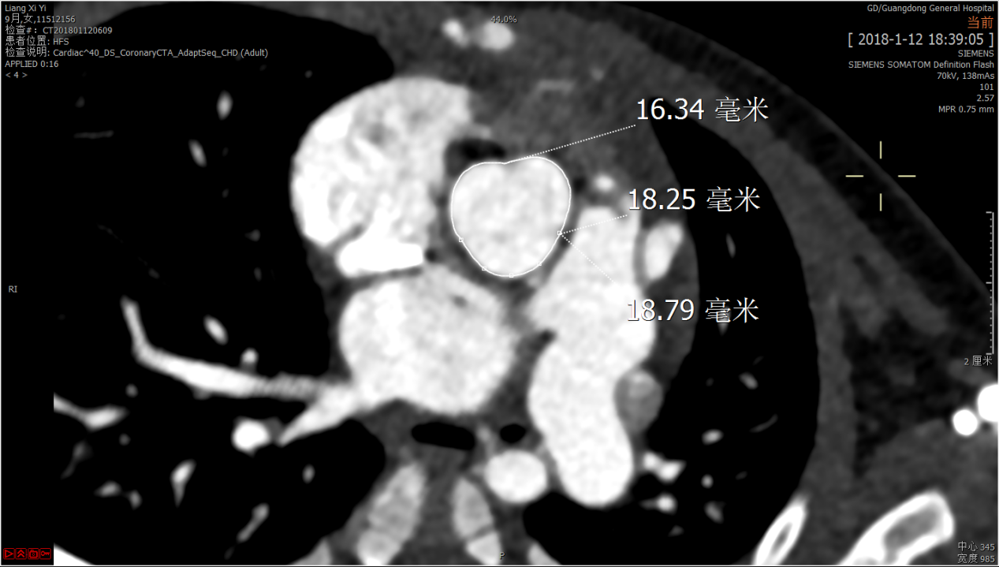 Liang Xi Yi
9月,女,11512156
检查#: CT201801120609
患者位置: HFS
检查说明: Cardiac^40_DS_CoronaryCTA_AdaptSeq_CHD (Adult)
APPLIED 0:16
< 4 >
44.0%
GD/Guangdong General Hospital
当前
[ 2018-1-12 18:39:05 ]
SIEMENS
SIEMENS SOMATOM Definition Flash
70kV, 138mAs
101
2.57
MPR 0.75 mm
16.34 毫米
18.25 毫米
18.79 毫米
RI
2 厘米
P
中心 345
宽度 985